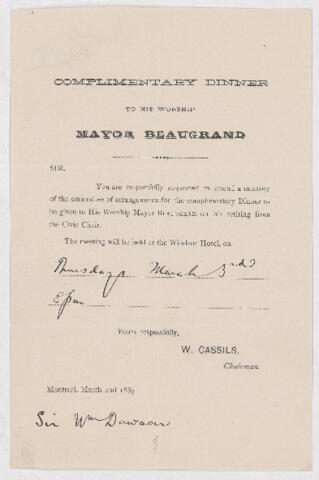 COMPLIMENTARY DINNER
TO HIS WORSHIP
MAYOR BEAUGRAND
SIR,
You are respectfully requested to attend a meeting
of the committee of arrangements for the complimentary Dinner to
be given to His Worship Mayor BEAUGRAND, on his retiring from
the Civic Chair.
The meeting will be held at the Windsor Hotel, on
Thursday March 3rd
8 pm
Yours respectfully,
W. CASSILS,
Chairman.
Montreal, March 2nd 1887
Sir Wm Dawson